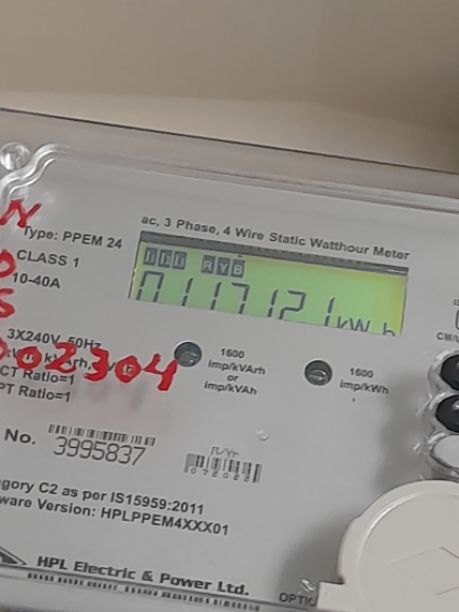 ac, 3 Phase, 4 Wire Static Watthour Meter
Type: PPEM 24
CLASS 1
10-40A
R Y B
0117121 kWh
3X240V, 50Hz
002304
CT Ratio=1
PT Ratio=1
1600
imp/kVArh
or
imp/kVAh
1600
imp/kWh
No. 3995837
gory C2 as per IS15959:2011
ware Version: HPLPPEM4XXX01
HPL Electric & Power Ltd.
OPTIC